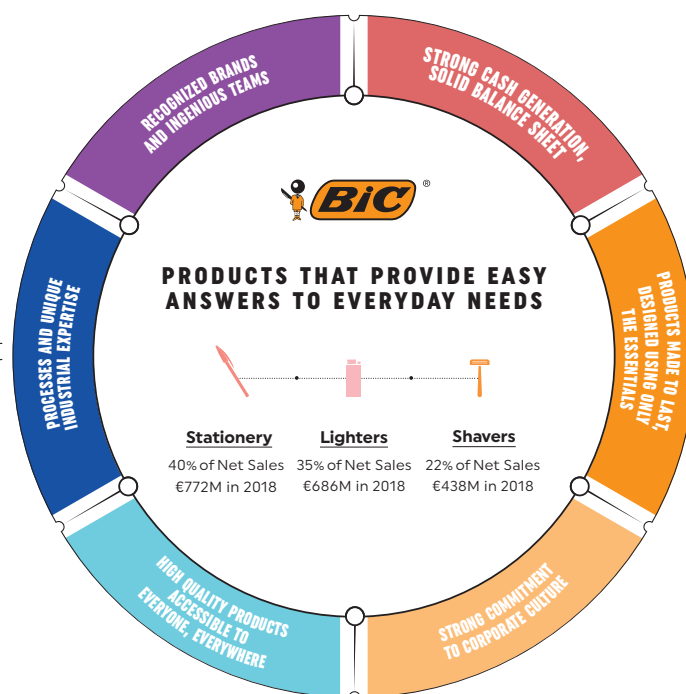 RECOGNIZED BRANDS
AND INGENIOUS TEAMS
STRONG CASH GENERATION,
SOLID BALANCE SHEET
PRODUCTS MADE TO LAST,
DESIGNED USING ONLY
THE ESSENTIALS
STRONG COMMITMENT
TO CORPORATE CULTURE
HIGH QUALITY PRODUCTS
ACCESSIBLE TO
EVERYONE, EVERYWHERE
PROCESSES AND UNIQUE
INDUSTRIAL EXPERTISE
BiC ®
PRODUCTS THAT PROVIDE EASY
ANSWERS TO EVERYDAY NEEDS
Stationery
40% of Net Sales
€772M in 2018
Lighters
35% of Net Sales
€686M in 2018
Shavers
22% of Net Sales
€438M in 2018